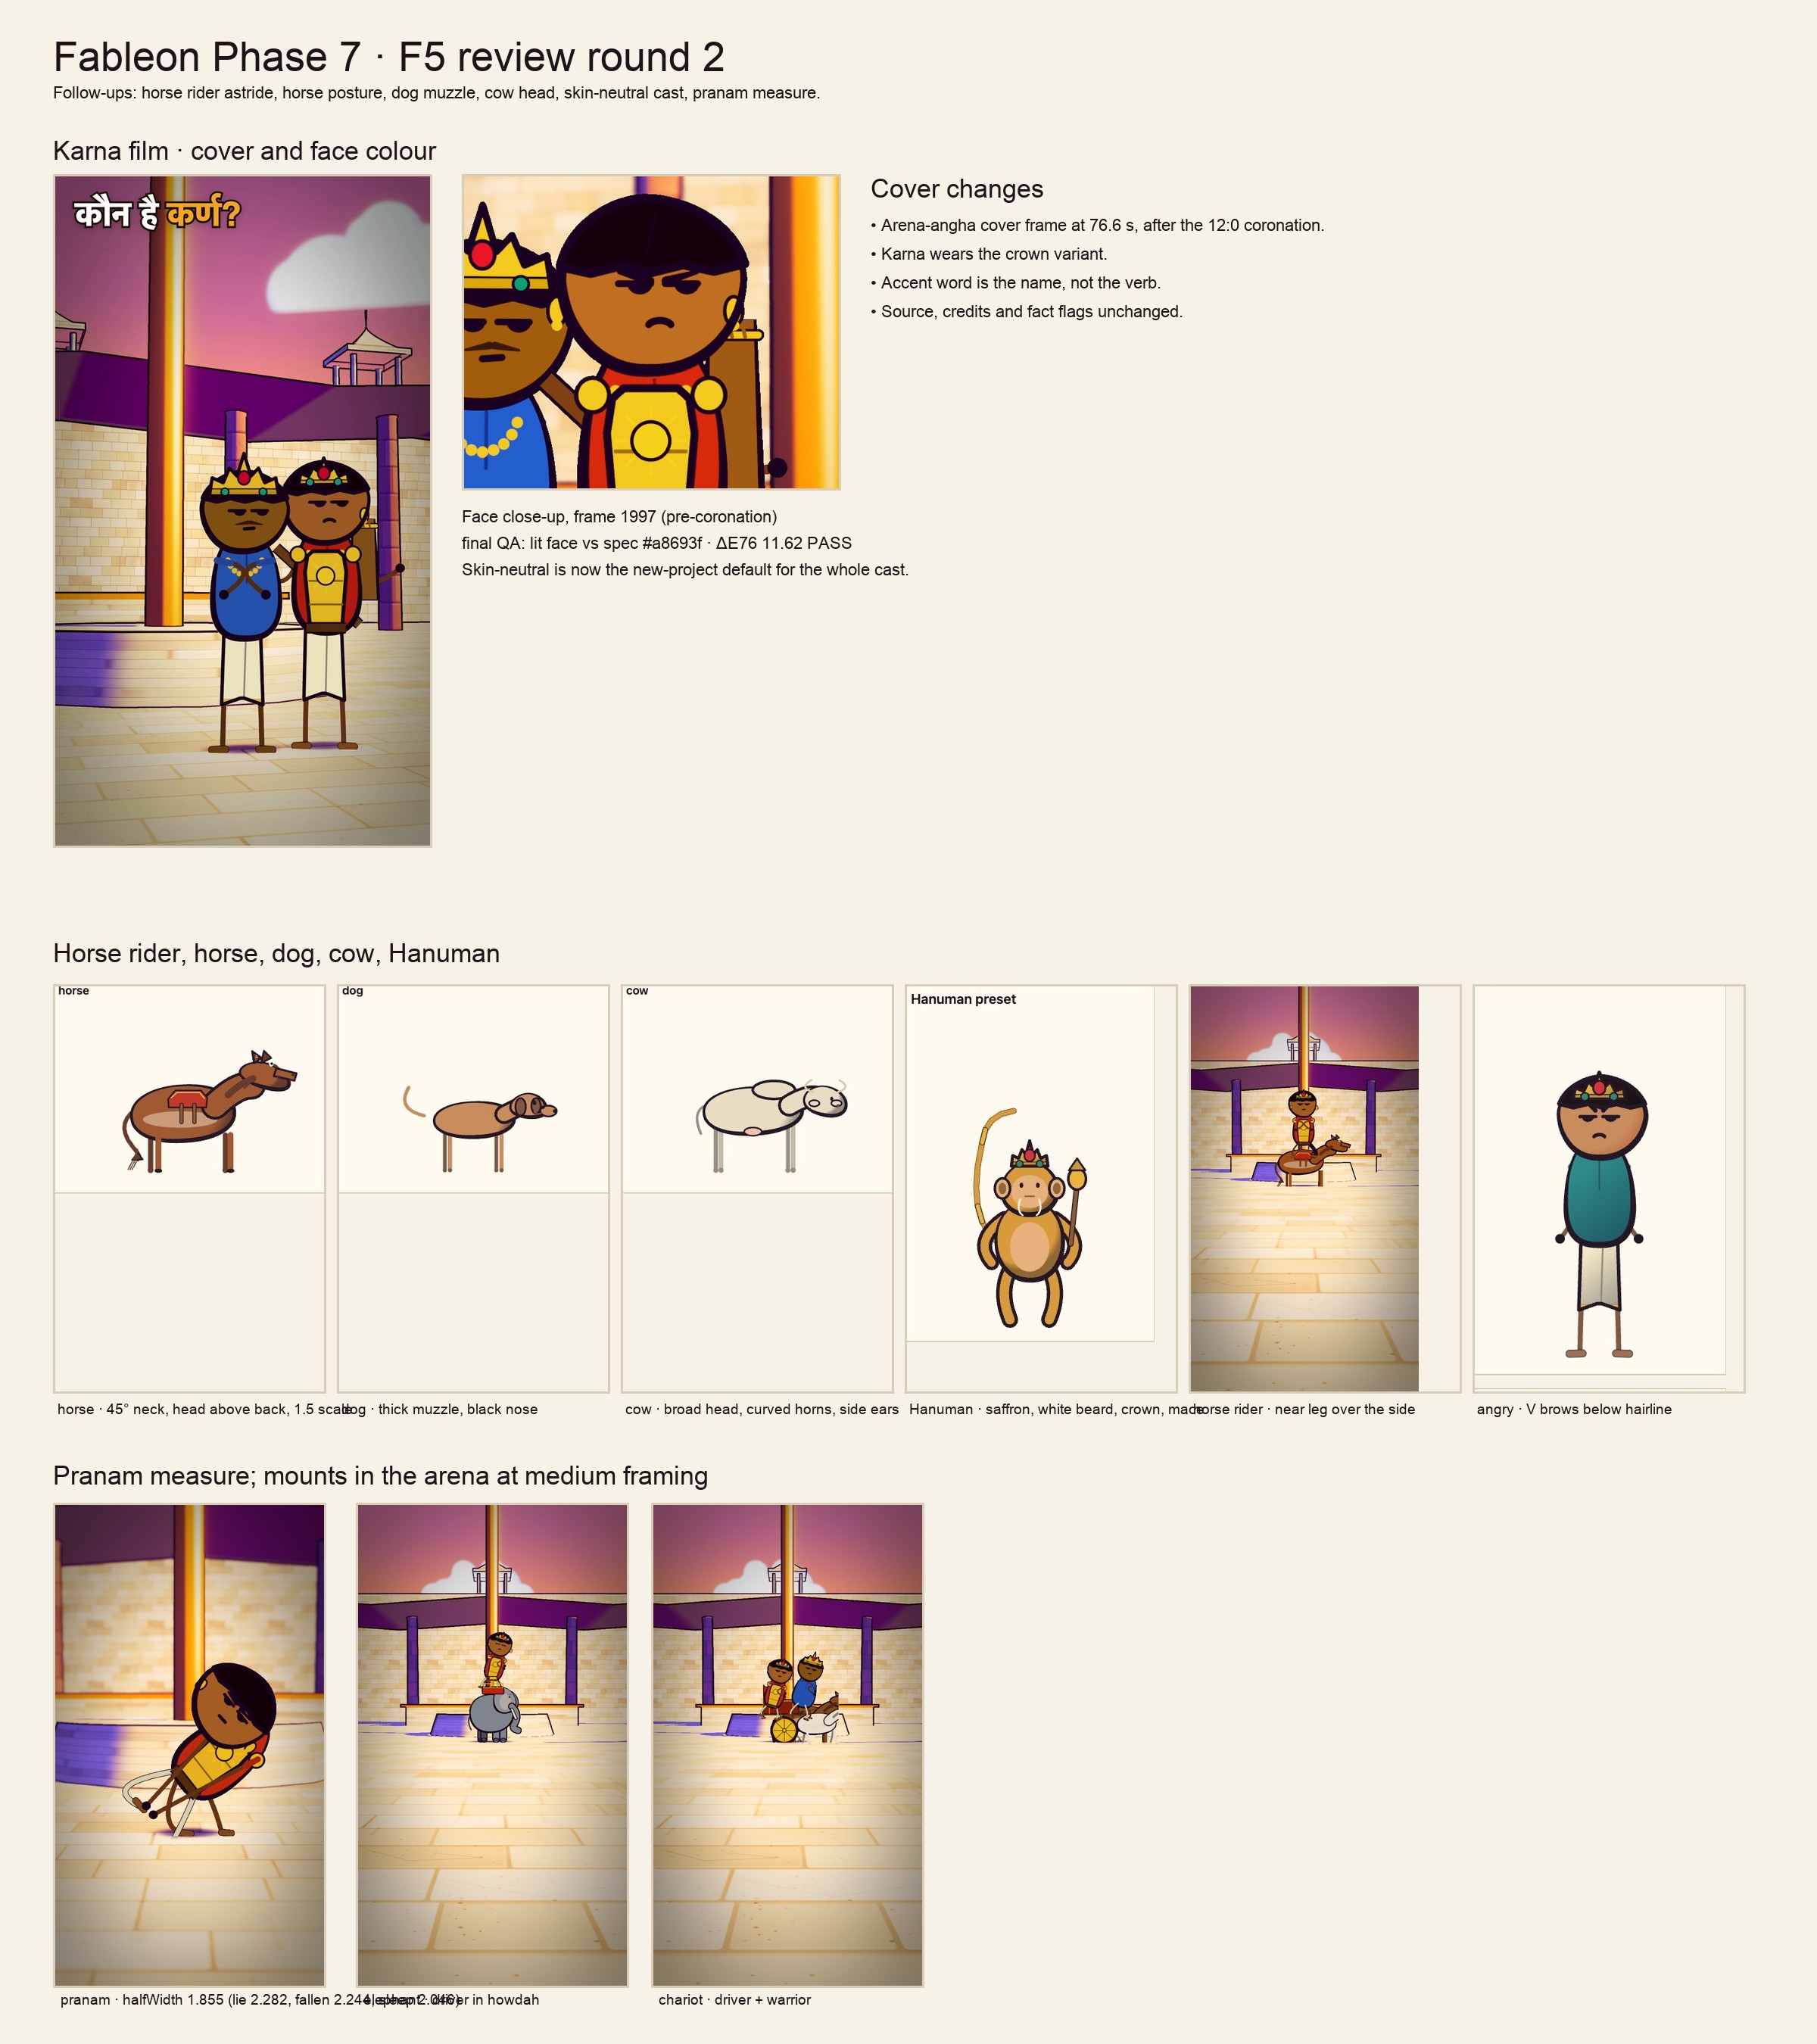 Fableon Phase 7 · F5 review round 2
Follow-ups: horse rider astride, horse posture, dog muzzle, cow head, skin-neutral cast, pranam measure.
Karna film · cover and face colour
कौन है कर्ण?
Cover changes
• Arena-angha cover frame at 76.6 s, after the 12:0 coronation.
• Karna wears the crown variant.
• Accent word is the name, not the verb.
• Source, credits and fact flags unchanged.
Face close-up, frame 1997 (pre-coronation)
final QA: lit face vs spec #a8693f · ΔE76 11.62 PASS
Skin-neutral is now the new-project default for the whole cast.
Horse rider, horse, dog, cow, Hanuman
horse
dog
cow
Hanuman preset
horse · 45° neck, head above back, 1.5 scale
dog · thick muzzle, black nose
cow · broad head, curved horns, side ears
Hanuman · saffron, white beard, crown, mace
horse rider · near leg over the side
angry · V brows below hairline
Pranam measure; mounts in the arena at medium framing
pranam · halfWidth 1.855 (lie 2.282, fallen 2.244, sleep 2.046)
elephant · driver in howdah
chariot · driver + warrior